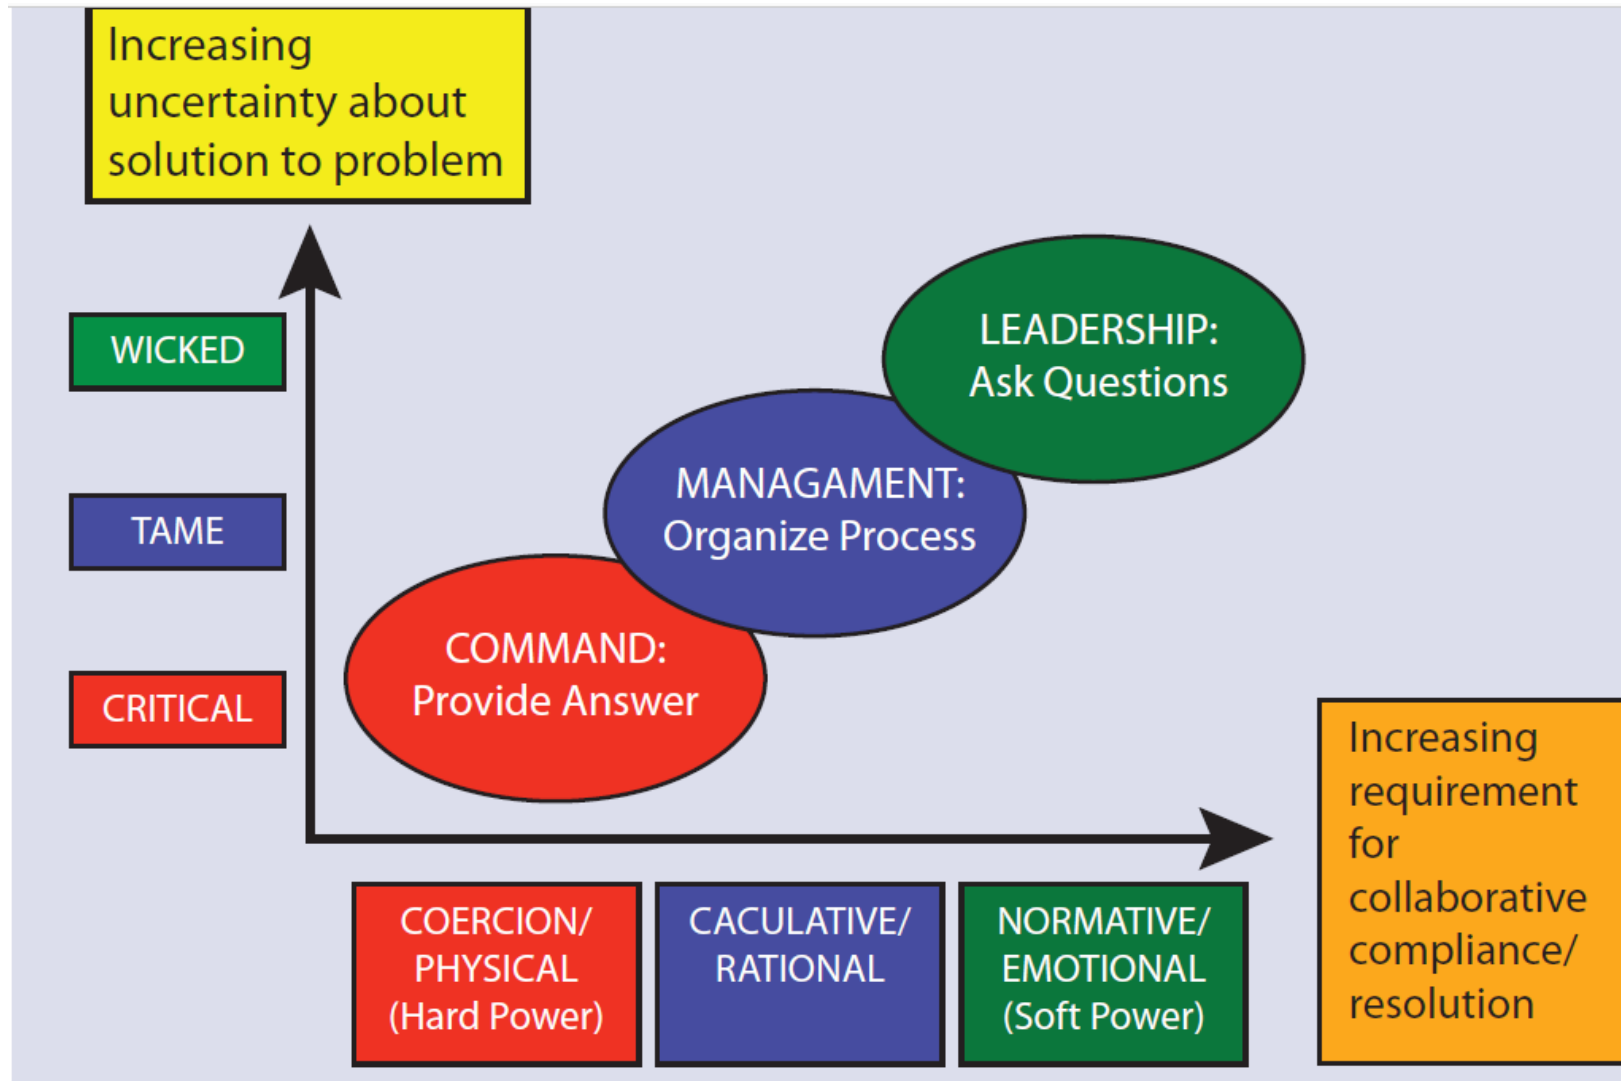 Increasing
uncertainty about
solution to problem
WICKED
LEADERSHIP:
Ask Questions
TAME
MANAGAMENT:
Organize Process
CRITICAL
COMMAND:
Provide Answer
Increasing
requirement
for
collaborative
compliance/
resolution
COERCION/
PHYSICAL
(Hard Power)
CACULATIVE/
RATIONAL
NORMATIVE/
EMOTIONAL
(Soft Power)